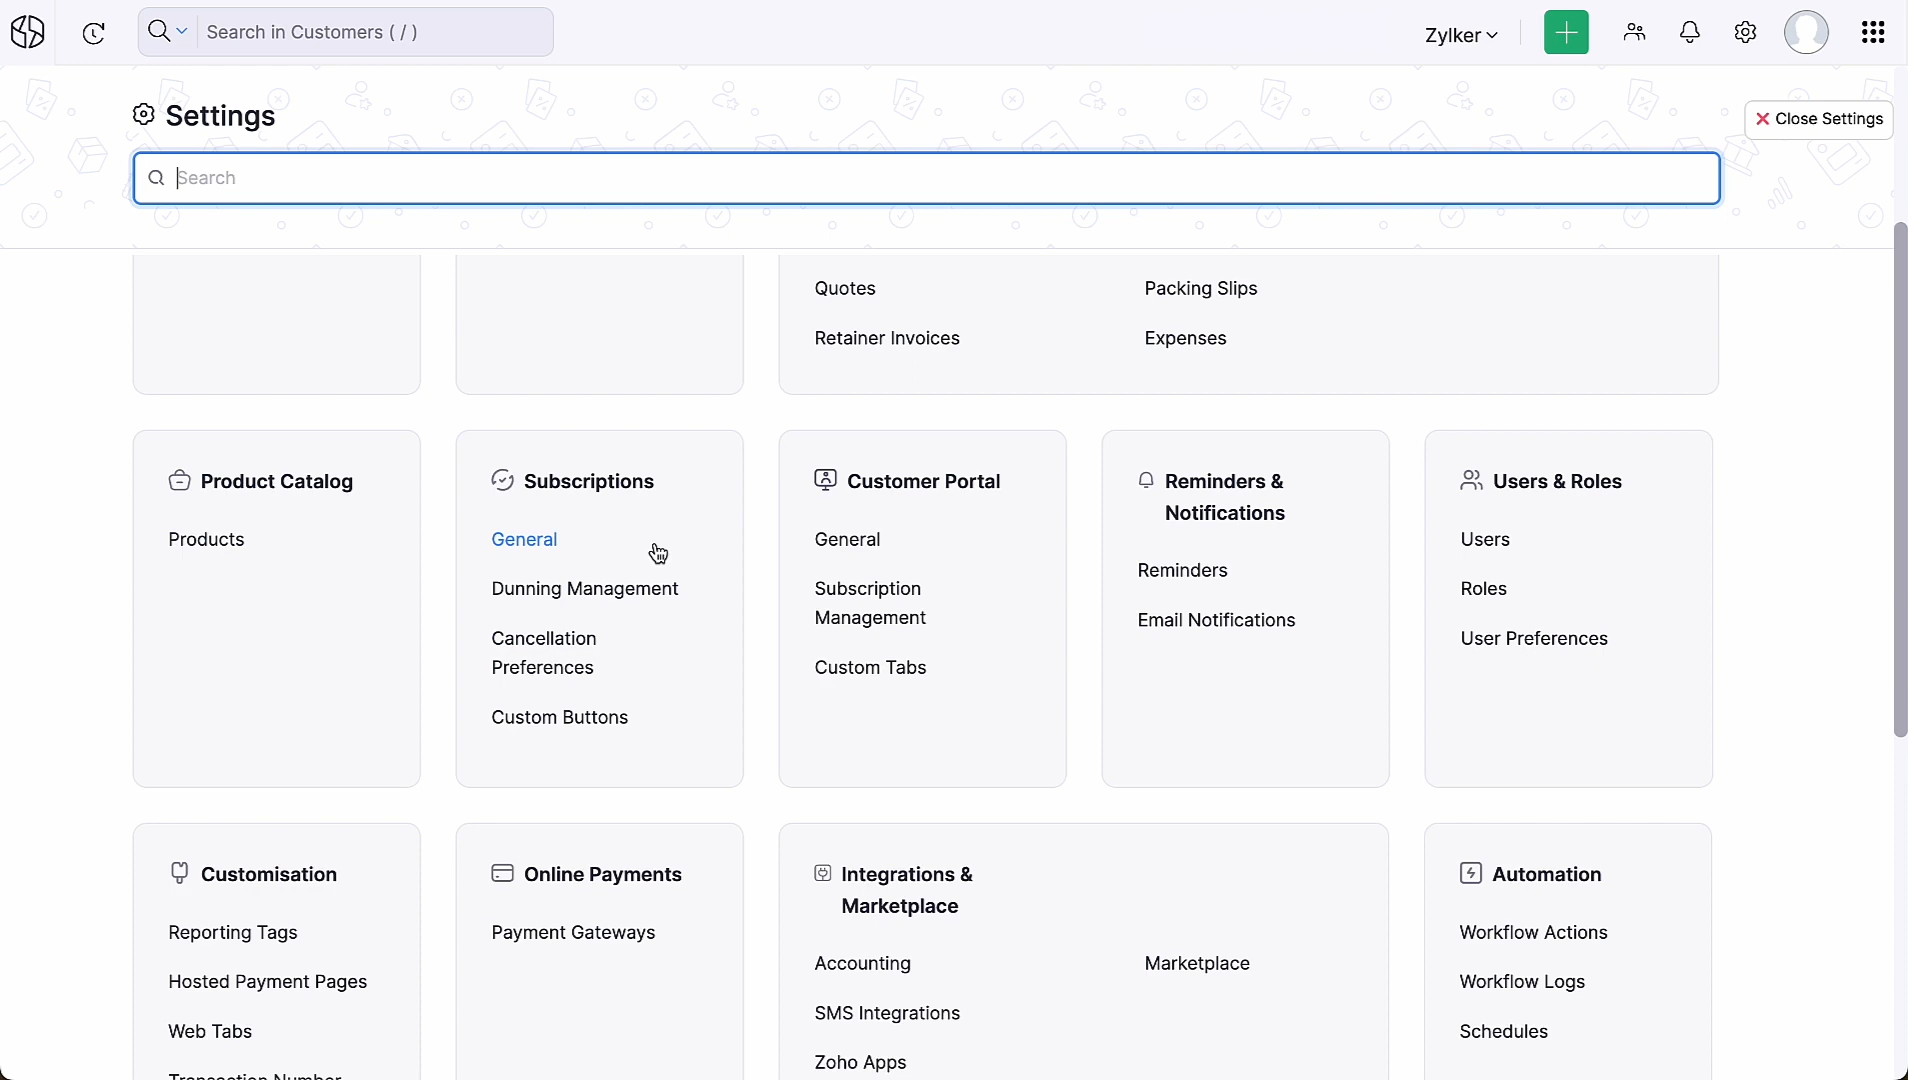 Search in Customers ( / )
Zylker
Settings
Close Settings
Search
Quotes
Packing Slips
Retainer Invoices
Expenses
Product Catalog
Products
Subscriptions
General
Dunning Management
Cancellation
Preferences
Custom Buttons
Customer Portal
General
Subscription
Management
Custom Tabs
Reminders &
Notifications
Reminders
Email Notifications
Users & Roles
Users
Roles
User Preferences
Customisation
Reporting Tags
Hosted Payment Pages
Web Tabs
Transaction Number
Online Payments
Payment Gateways
Integrations &
Marketplace
Accounting
Marketplace
SMS Integrations
Zoho Apps
Automation
Workflow Actions
Workflow Logs
Schedules